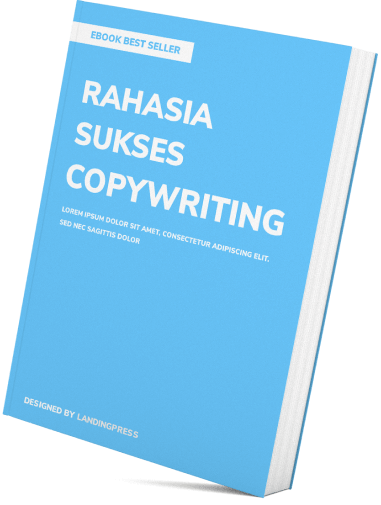 EBOOK BEST SELLER
RAHASIA
SUKSES
COPYWRITING
LOREM IPSUM DOLOR SIT AMET, CONSECTETUR ADIPISCING ELIT.
SED NEC SAGITTIS DOLOR
DESIGNED BY LANDINGPRESS